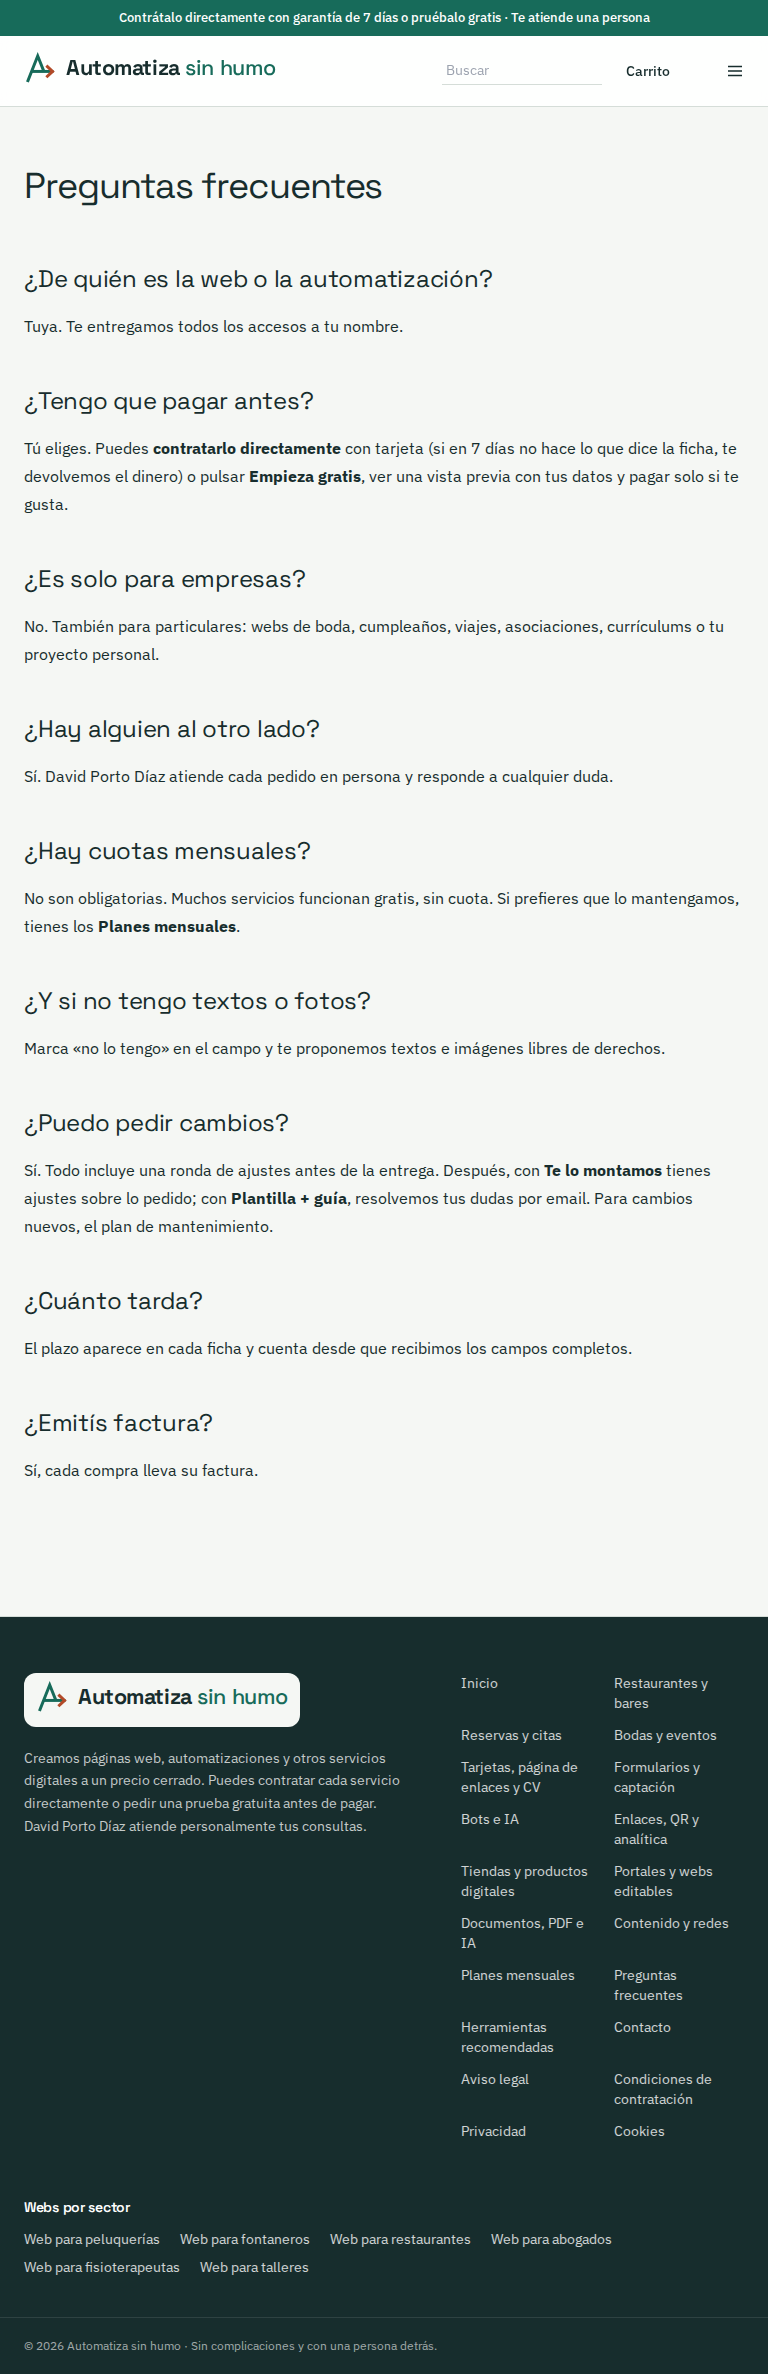 Contrátalo directamente con garantía de 7 días o pruébalo gratis · Te atiende una persona
Automatiza sin humo
Buscar
Carrito
Preguntas frecuentes
¿De quién es la web o la automatización?
Tuya. Te entregamos todos los accesos a tu nombre.
¿Tengo que pagar antes?
Tú eliges. Puedes contratarlo directamente con tarjeta (si en 7 días no hace lo que dice la ficha, te
devolvemos el dinero) o pulsar Empieza gratis, ver una vista previa con tus datos y pagar solo si te
gusta.
¿Es solo para empresas?
No. También para particulares: webs de boda, cumpleaños, viajes, asociaciones, currículums o tu
proyecto personal.
¿Hay alguien al otro lado?
Sí. David Porto Díaz atiende cada pedido en persona y responde a cualquier duda.
¿Hay cuotas mensuales?
No son obligatorias. Muchos servicios funcionan gratis, sin cuota. Si prefieres que lo mantengamos,
tienes los Planes mensuales.
¿Y si no tengo textos o fotos?
Marca «no lo tengo» en el campo y te proponemos textos e imágenes libres de derechos.
¿Puedo pedir cambios?
Sí. Todo incluye una ronda de ajustes antes de la entrega. Después, con Te lo montamos tienes
ajustes sobre lo pedido; con Plantilla + guía, resolvemos tus dudas por email. Para cambios
nuevos, el plan de mantenimiento.
¿Cuánto tarda?
El plazo aparece en cada ficha y cuenta desde que recibimos los campos completos.
¿Emitís factura?
Sí, cada compra lleva su factura.
Automatiza sin humo
Creamos páginas web, automatizaciones y otros servicios
digitales a un precio cerrado. Puedes contratar cada servicio
directamente o pedir una prueba gratuita antes de pagar.
David Porto Díaz atiende personalmente tus consultas.
Inicio
Restaurantes y
bares
Reservas y citas
Bodas y eventos
Tarjetas, página de
enlaces y CV
Formularios y
captación
Bots e IA
Enlaces, QR y
analítica
Tiendas y productos
digitales
Portales y webs
editables
Documentos, PDF e
IA
Contenido y redes
Planes mensuales
Preguntas
frecuentes
Herramientas
recomendadas
Contacto
Aviso legal
Condiciones de
contratación
Privacidad
Cookies
Webs por sector
Web para peluquerías
Web para fontaneros
Web para restaurantes
Web para abogados
Web para fisioterapeutas
Web para talleres
© 2026 Automatiza sin humo · Sin complicaciones y con una persona detrás.